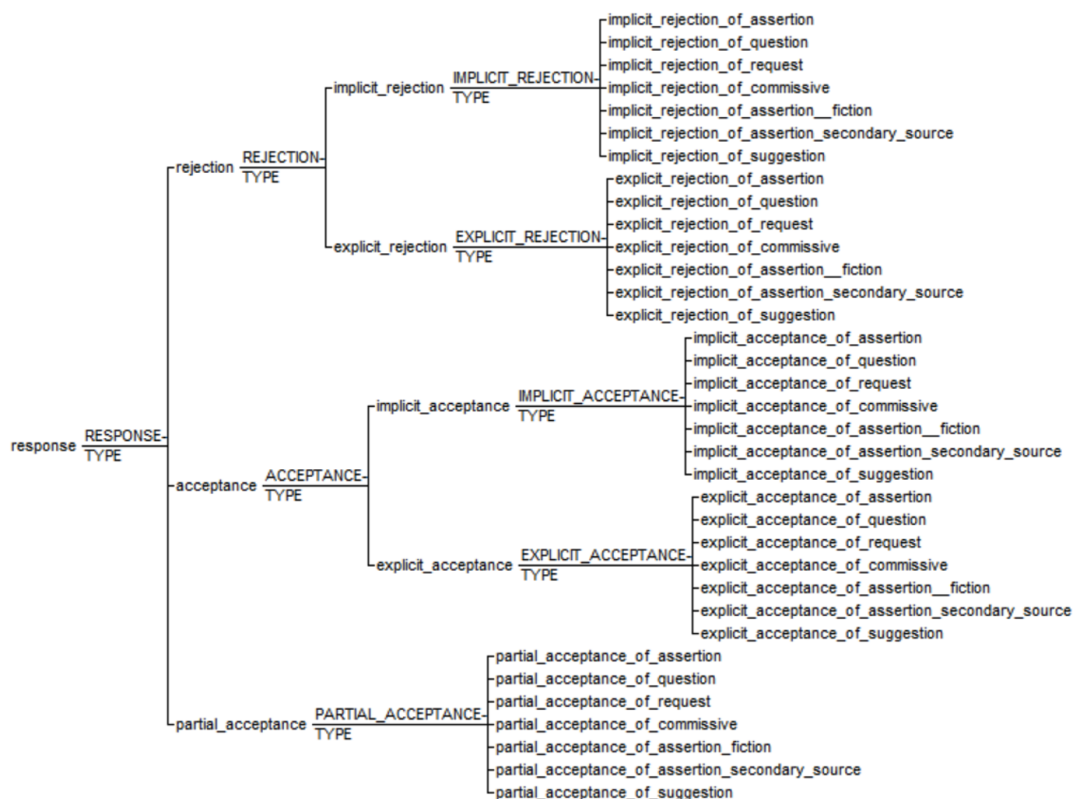 response
RESPONSE-
TYPE
rejection
REJECTION-
TYPE
implicit_rejection
IMPLICIT_REJECTION-
TYPE
implicit_rejection_of_assertion
implicit_rejection_of_question
implicit_rejection_of_request
implicit_rejection_of_commissive
implicit_rejection_of_assertion__fiction
implicit_rejection_of_assertion_secondary_source
implicit_rejection_of_suggestion
explicit_rejection
EXPLICIT_REJECTION-
TYPE
explicit_rejection_of_assertion
explicit_rejection_of_question
explicit_rejection_of_request
explicit_rejection_of_commissive
explicit_rejection_of_assertion__fiction
explicit_rejection_of_assertion_secondary_source
explicit_rejection_of_suggestion
acceptance
ACCEPTANCE-
TYPE
implicit_acceptance
IMPLICIT_ACCEPTANCE-
TYPE
implicit_acceptance_of_assertion
implicit_acceptance_of_question
implicit_acceptance_of_request
implicit_acceptance_of_commissive
implicit_acceptance_of_assertion__fiction
implicit_acceptance_of_assertion_secondary_source
implicit_acceptance_of_suggestion
explicit_acceptance
EXPLICIT_ACCEPTANCE-
TYPE
explicit_acceptance_of_assertion
explicit_acceptance_of_question
explicit_acceptance_of_request
explicit_acceptance_of_commissive
explicit_acceptance_of_assertion__fiction
explicit_acceptance_of_assertion_secondary_source
explicit_acceptance_of_suggestion
partial_acceptance
PARTIAL_ACCEPTANCE-
TYPE
partial_acceptance_of_assertion
partial_acceptance_of_question
partial_acceptance_of_request
partial_acceptance_of_commissive
partial_acceptance_of_assertion_fiction
partial_acceptance_of_assertion_secondary_source
partial_acceptance_of_suggestion